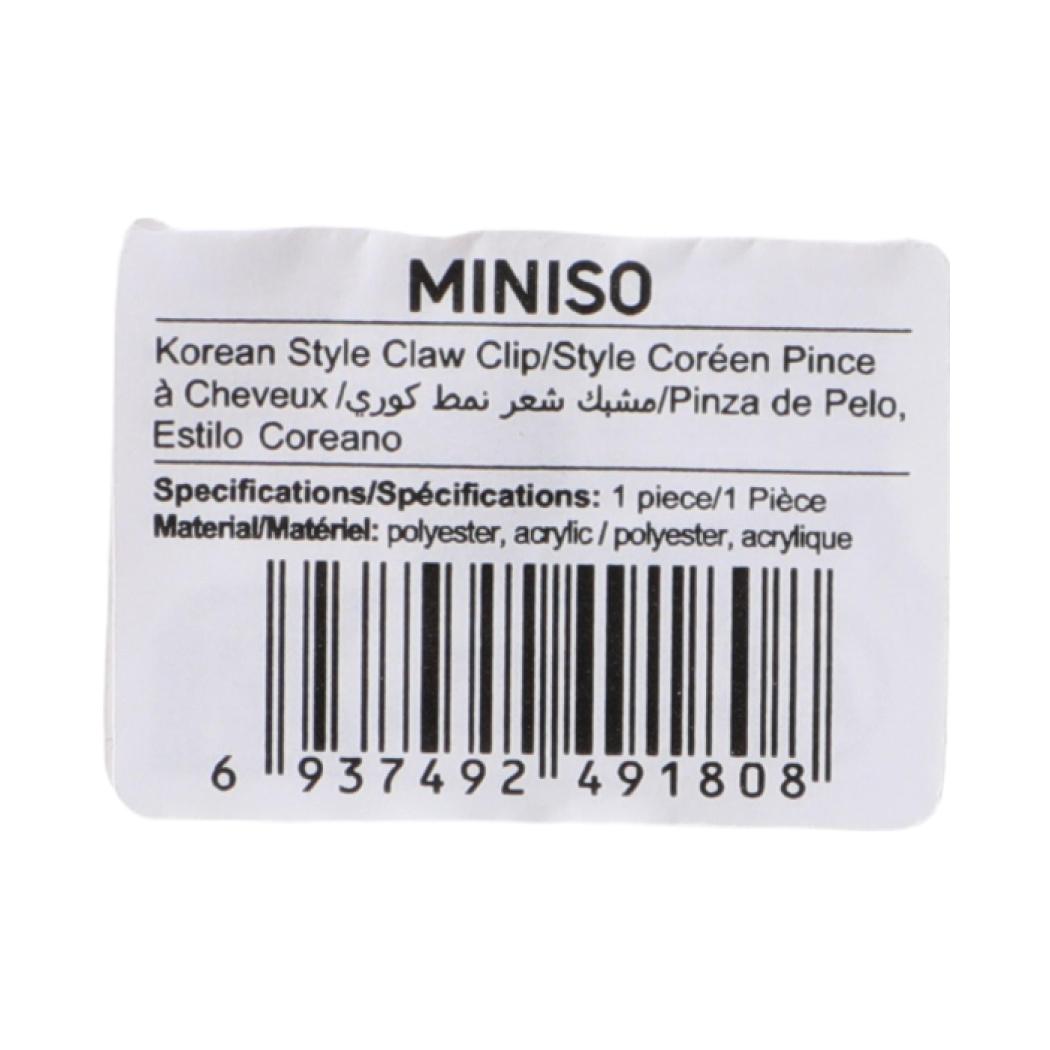 MINISO
Korean Style Claw Clip/Style Coréen Pince
à Cheveux /مشبك شعر نمط كوري/Pinza de Pelo,
Estilo Coreano
Specifications/Spécifications: 1 piece/1 Pièce
Material/Matériel: polyester, acrylic / polyester, acrylique
6 937492 491808